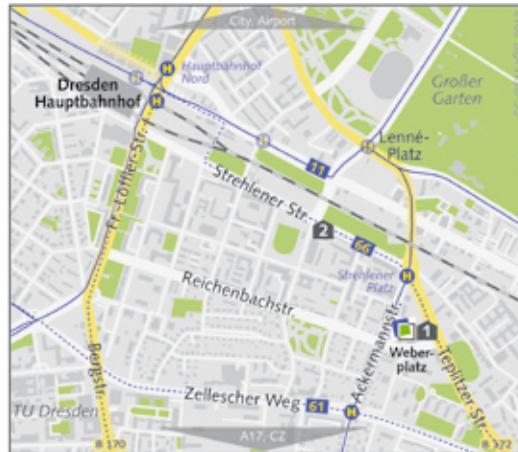 City, Airport
Hauptbahnhof
Nord
H
Dresden
Hauptbahnhof
H
H
H
Großer
Garten
H
Lenné-
Platz
11
Fr.-Löffler-Str.
Strehlener Str.
2
66
Strehlener
Platz
H
Reichenbachstr.
1
Weber-
platz
Ackermannstr.
Teplitzer Str.
Bergstr.
Zellescher Weg
61
H
TU Dresden
B 170
A17, CZ
B 172